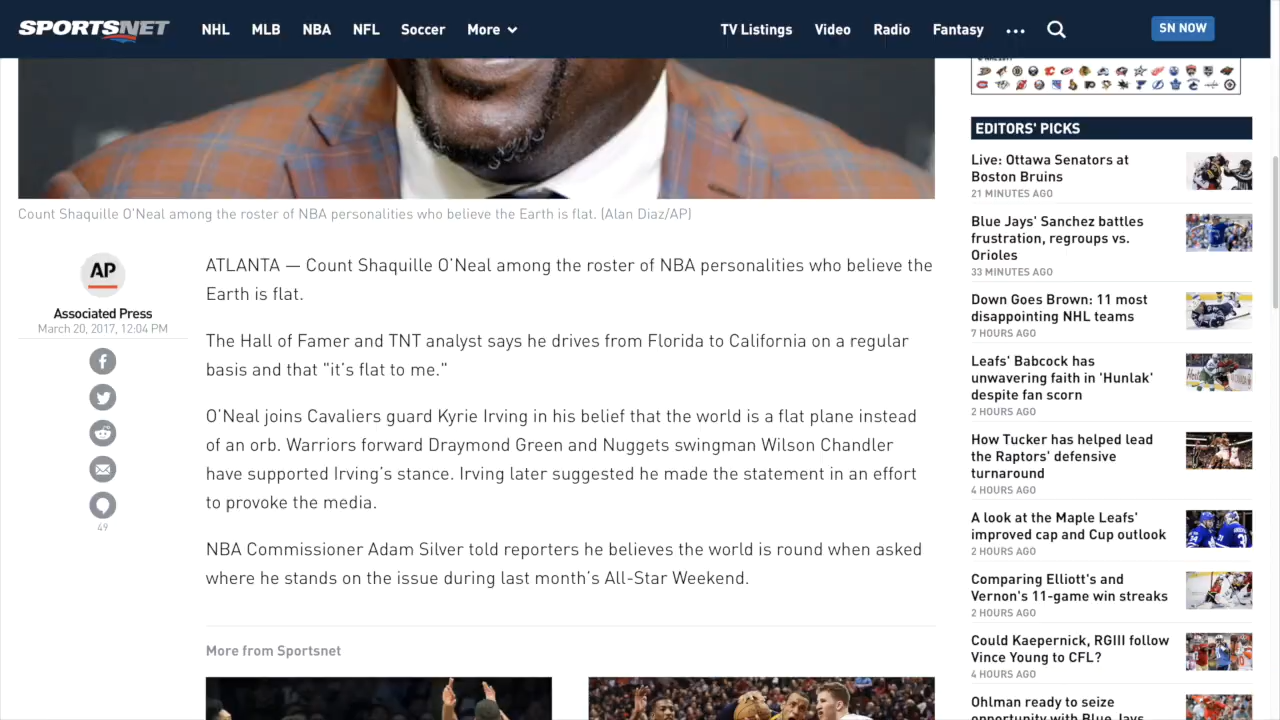 SPORTSNET
NHL MLB NBA NFL Soccer More
TV Listings Video Radio Fantasy ... SN NOW
Count Shaquille O'Neal among the roster of NBA personalities who believe the Earth is flat. (Alan Diaz/AP)
AP
Associated Press
March 20, 2017, 12:04 PM
49
ATLANTA — Count Shaquille O'Neal among the roster of NBA personalities who believe the
Earth is flat.
The Hall of Famer and TNT analyst says he drives from Florida to California on a regular
basis and that "it's flat to me."
O'Neal joins Cavaliers guard Kyrie Irving in his belief that the world is a flat plane instead
of an orb. Warriors forward Draymond Green and Nuggets swingman Wilson Chandler
have supported Irving's stance. Irving later suggested he made the statement in an effort
to provoke the media.
NBA Commissioner Adam Silver told reporters he believes the world is round when asked
where he stands on the issue during last month's All-Star Weekend.
More from Sportsnet
EDITORS' PICKS
Live: Ottawa Senators at
Boston Bruins
21 MINUTES AGO
Blue Jays' Sanchez battles
frustration, regroups vs.
Orioles
33 MINUTES AGO
Down Goes Brown: 11 most
disappointing NHL teams
7 HOURS AGO
Leafs' Babcock has
unwavering faith in 'Hunlak'
despite fan scorn
2 HOURS AGO
How Tucker has helped lead
the Raptors' defensive
turnaround
4 HOURS AGO
A look at the Maple Leafs'
improved cap and Cup outlook
2 HOURS AGO
Comparing Elliott's and
Vernon's 11-game win streaks
2 HOURS AGO
Could Kaepernick, RGIII follow
Vince Young to CFL?
4 HOURS AGO
Ohlman ready to seize
opportunity with Blue Jays